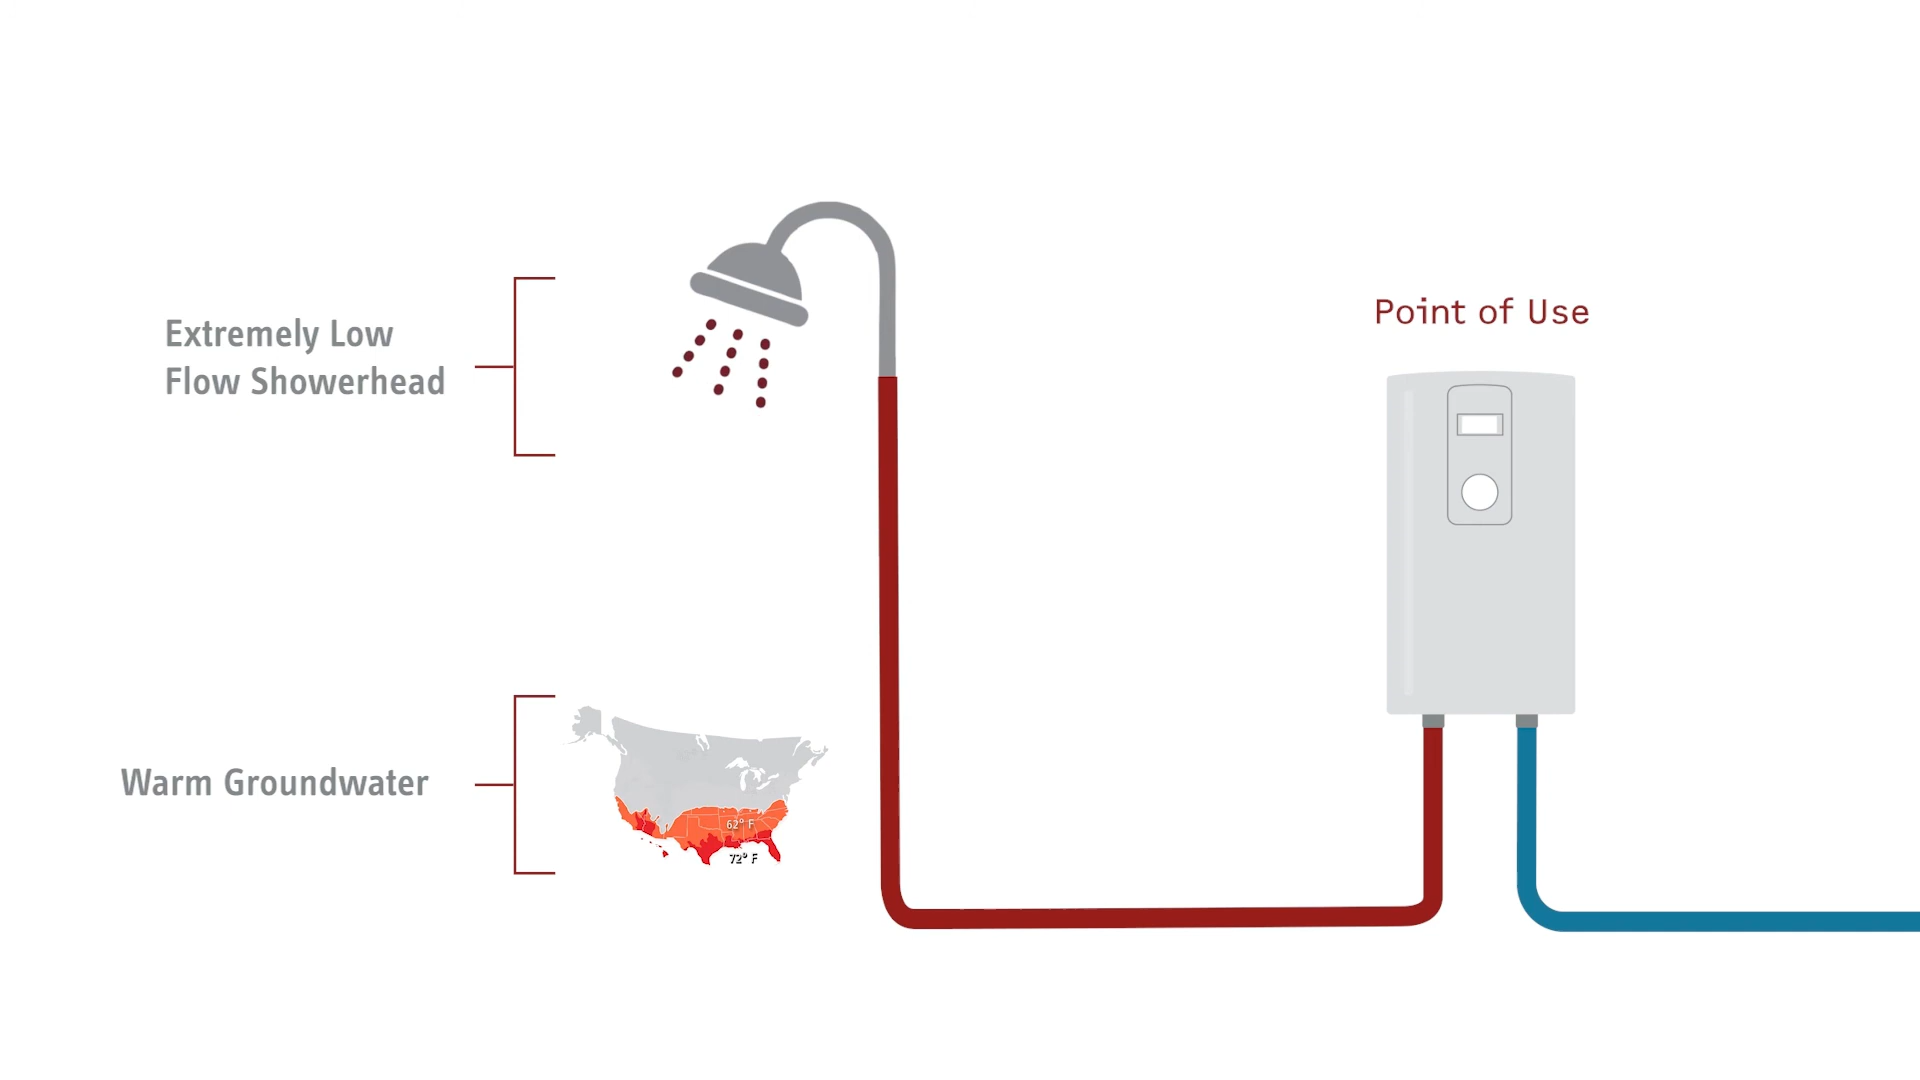 Extremely Low
Flow Showerhead
Point of Use
Warm Groundwater
62° F
72° F